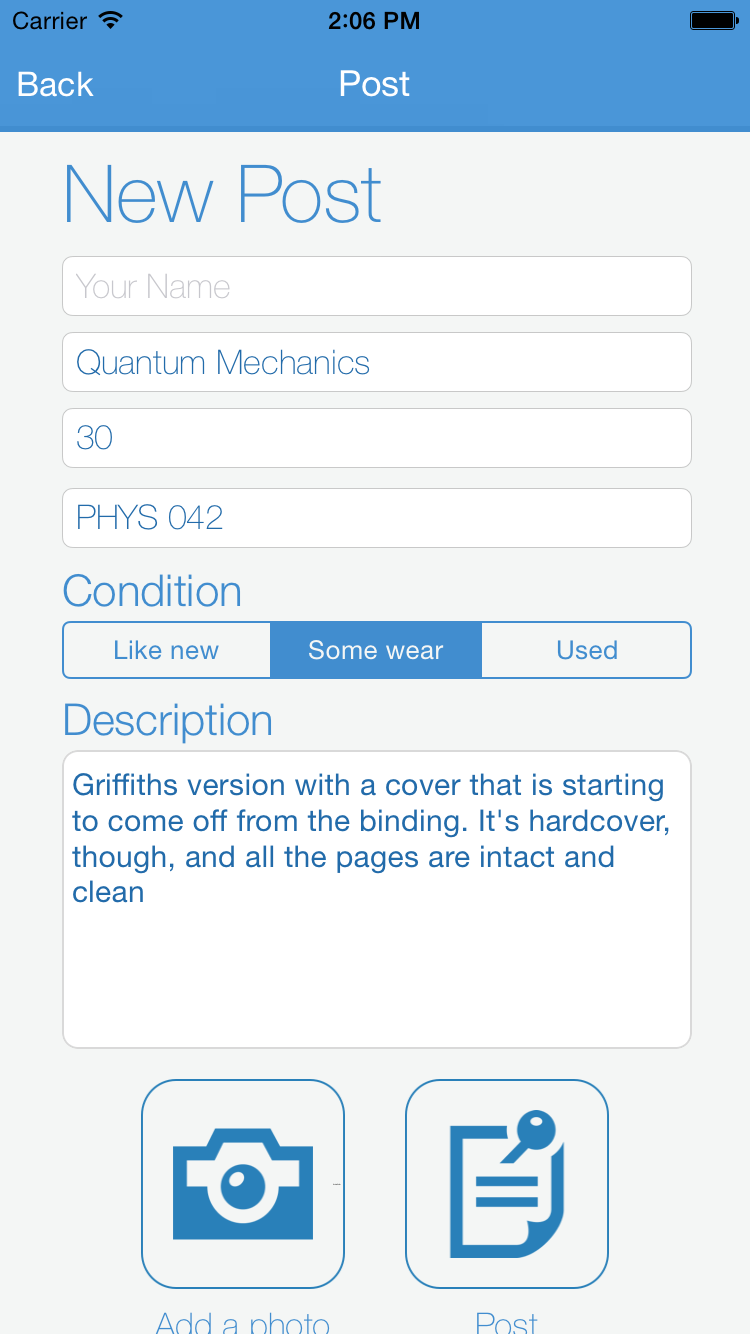 Carrier 2:06 PM
Back Post
New Post
Your Name
Quantum Mechanics
30
PHYS 042
Condition
Like new Some wear Used
Description
Griffiths version with a cover that is starting
to come off from the binding. It's hardcover,
though, and all the pages are intact and
clean
Add a photo Post